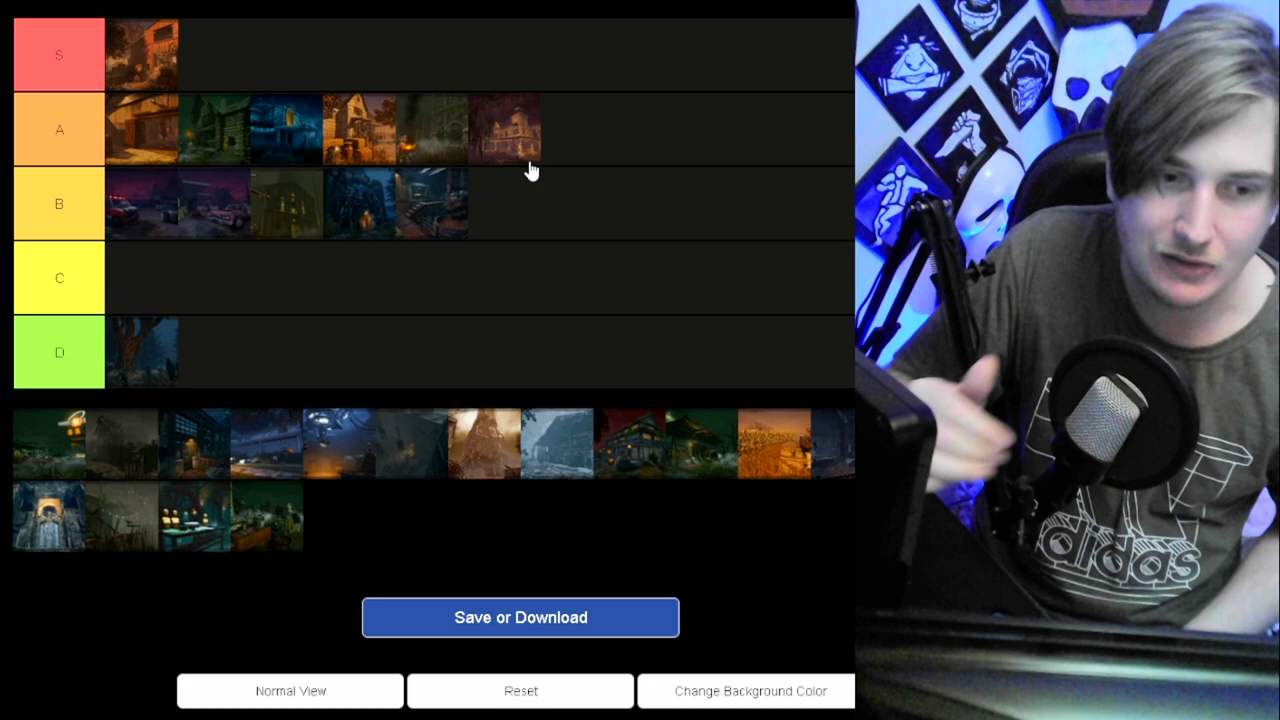 S
A
B
C
D
Save or Download
Normal View
Reset
Change Background Color
adidas